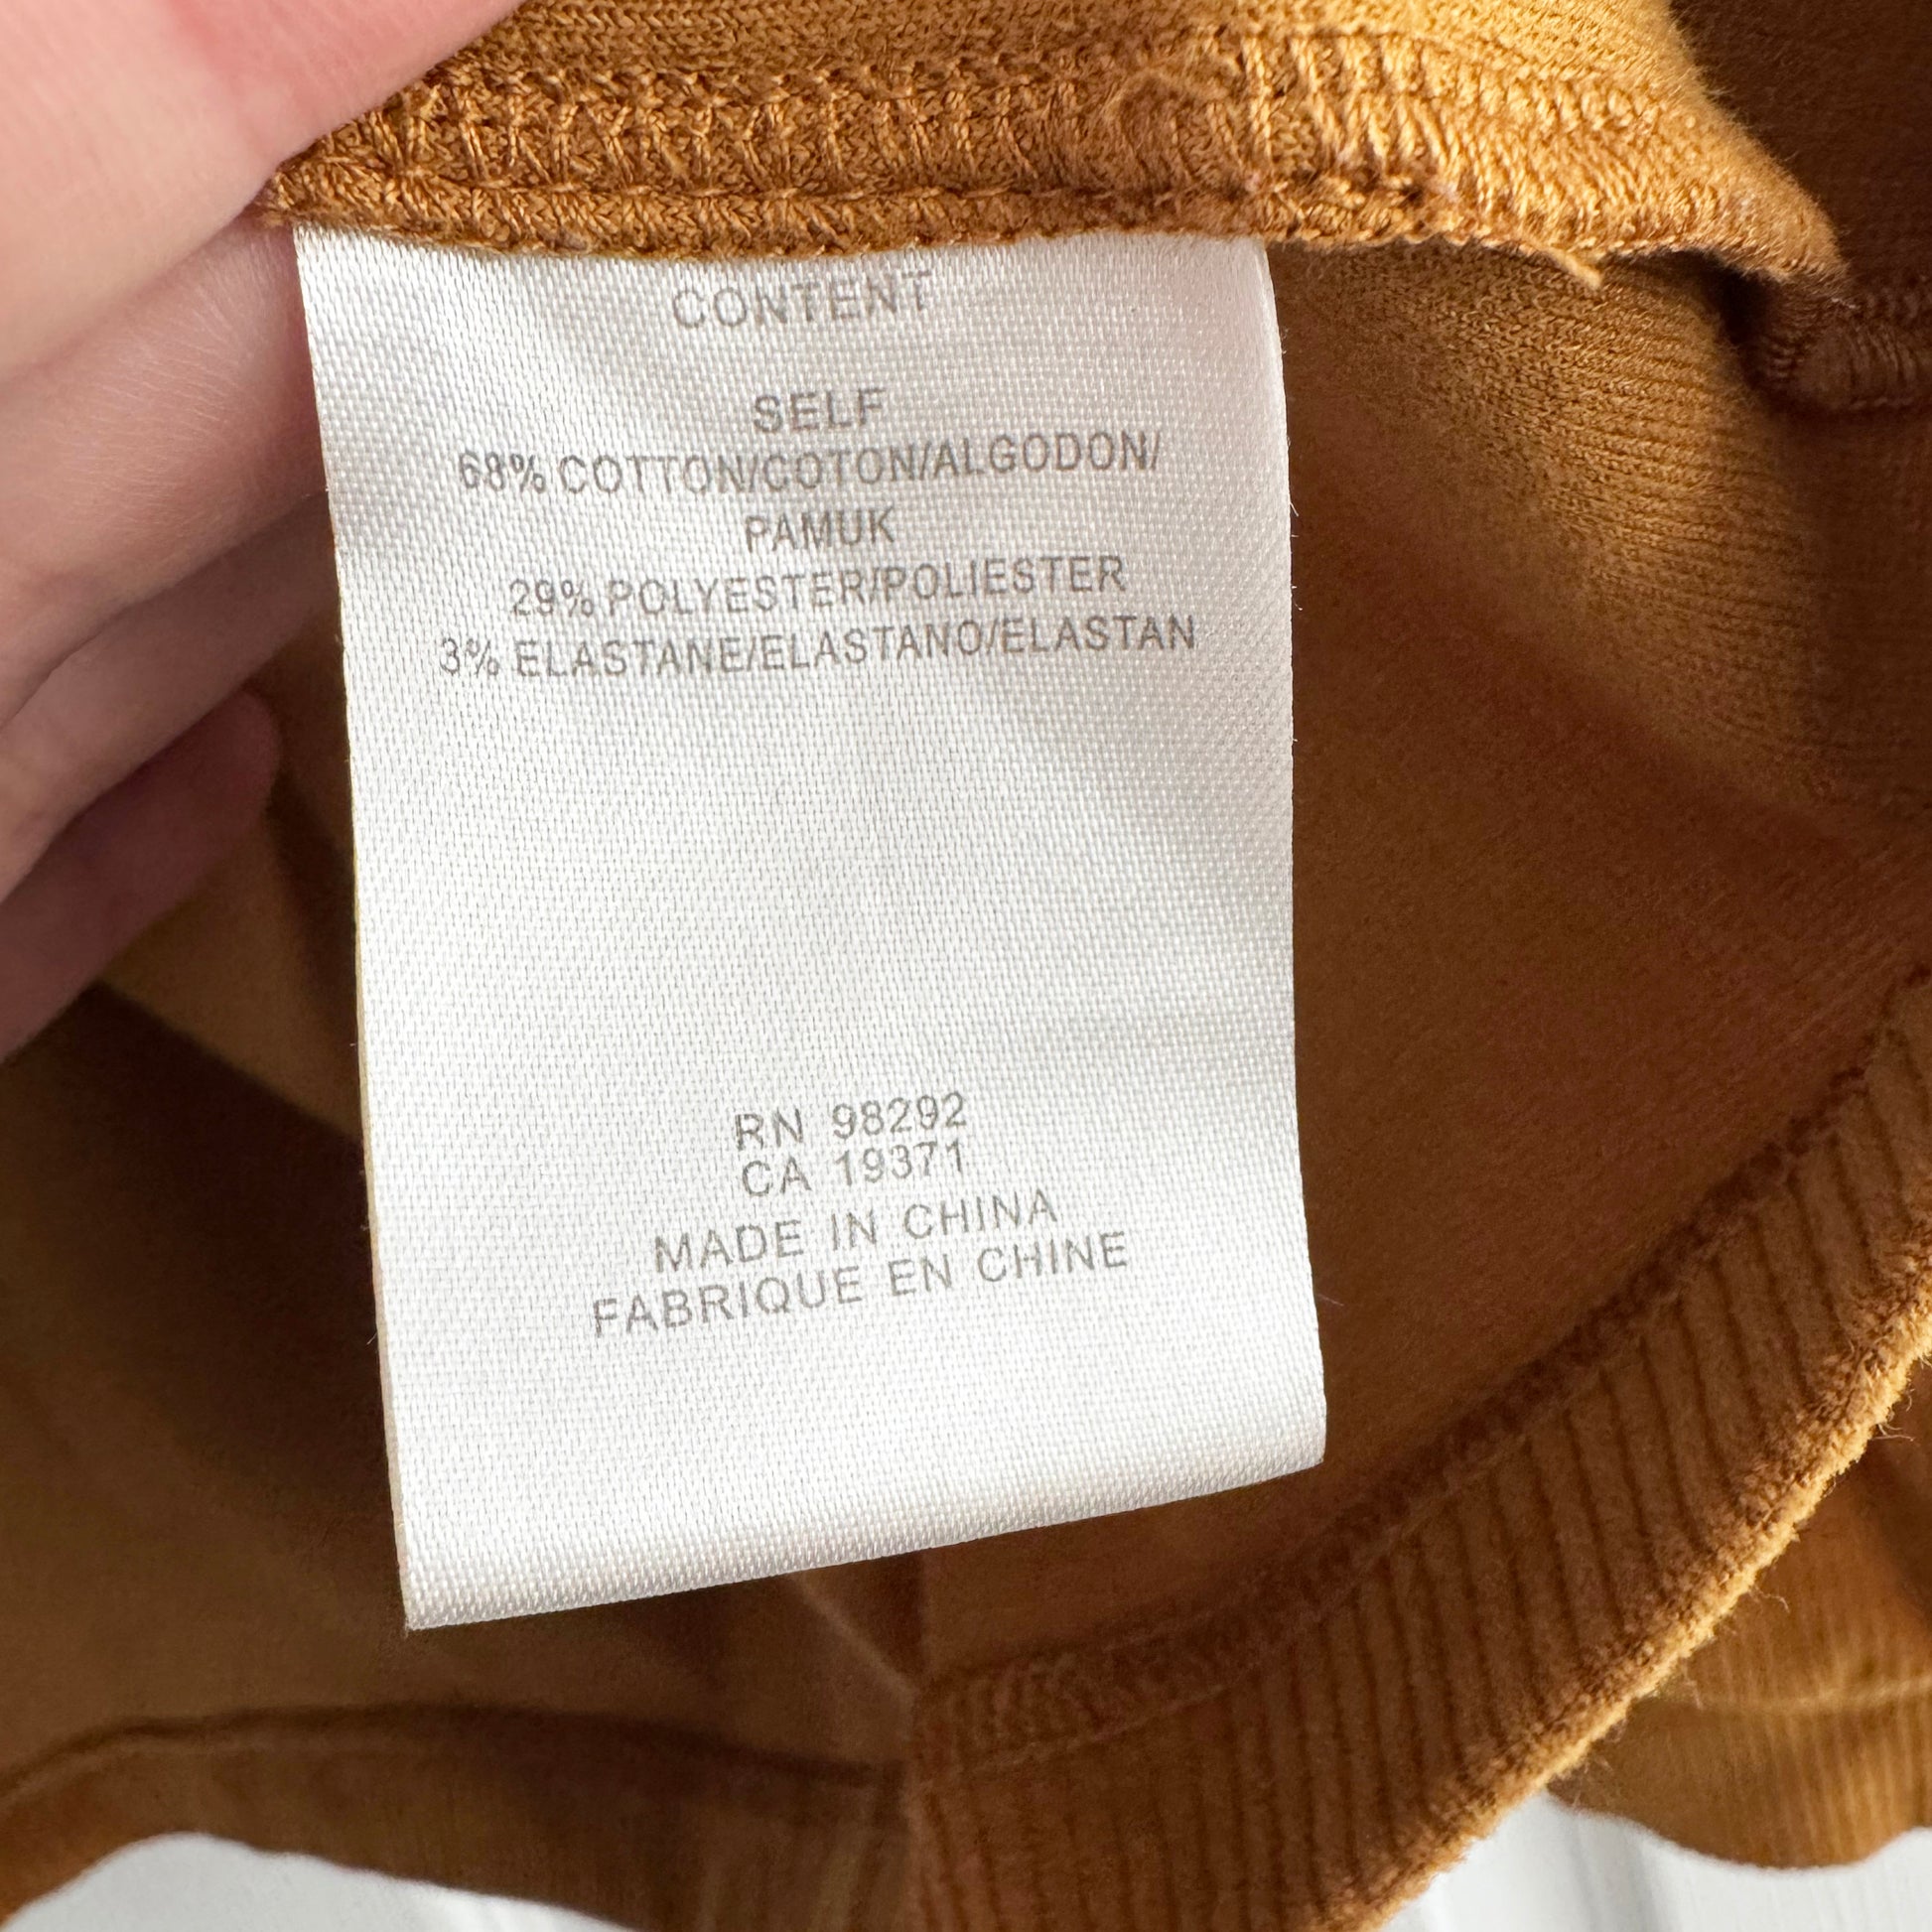 CONTENT
SELF
68% COTTON/COTON/ALGODON/
PAMUK
29% POLYESTER/POLIESTER
3% ELASTANE/ELASTANO/ELASTAN
RN 98292
CA 19371
MADE IN CHINA
FABRIQUE EN CHINE